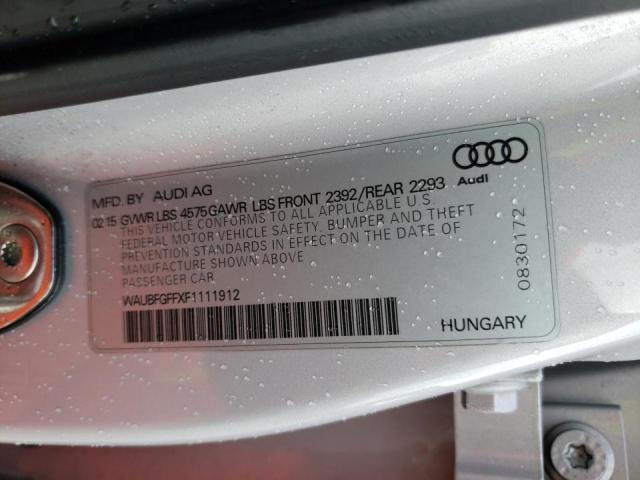 MFD. BY AUDI AG
02 15 GVWR LBS 4575 GAWR LBS FRONT 2392/REAR 2293
THIS VEHICLE CONFORMS TO ALL APPLICABLE U.S.
FEDERAL MOTOR VEHICLE SAFETY, BUMPER AND THEFT
PREVENTION STANDARDS IN EFFECT ON THE DATE OF
MANUFACTURE SHOWN ABOVE
PASSENGER CAR
WAUBFGFFXF1111912
Audi
0830172
HUNGARY